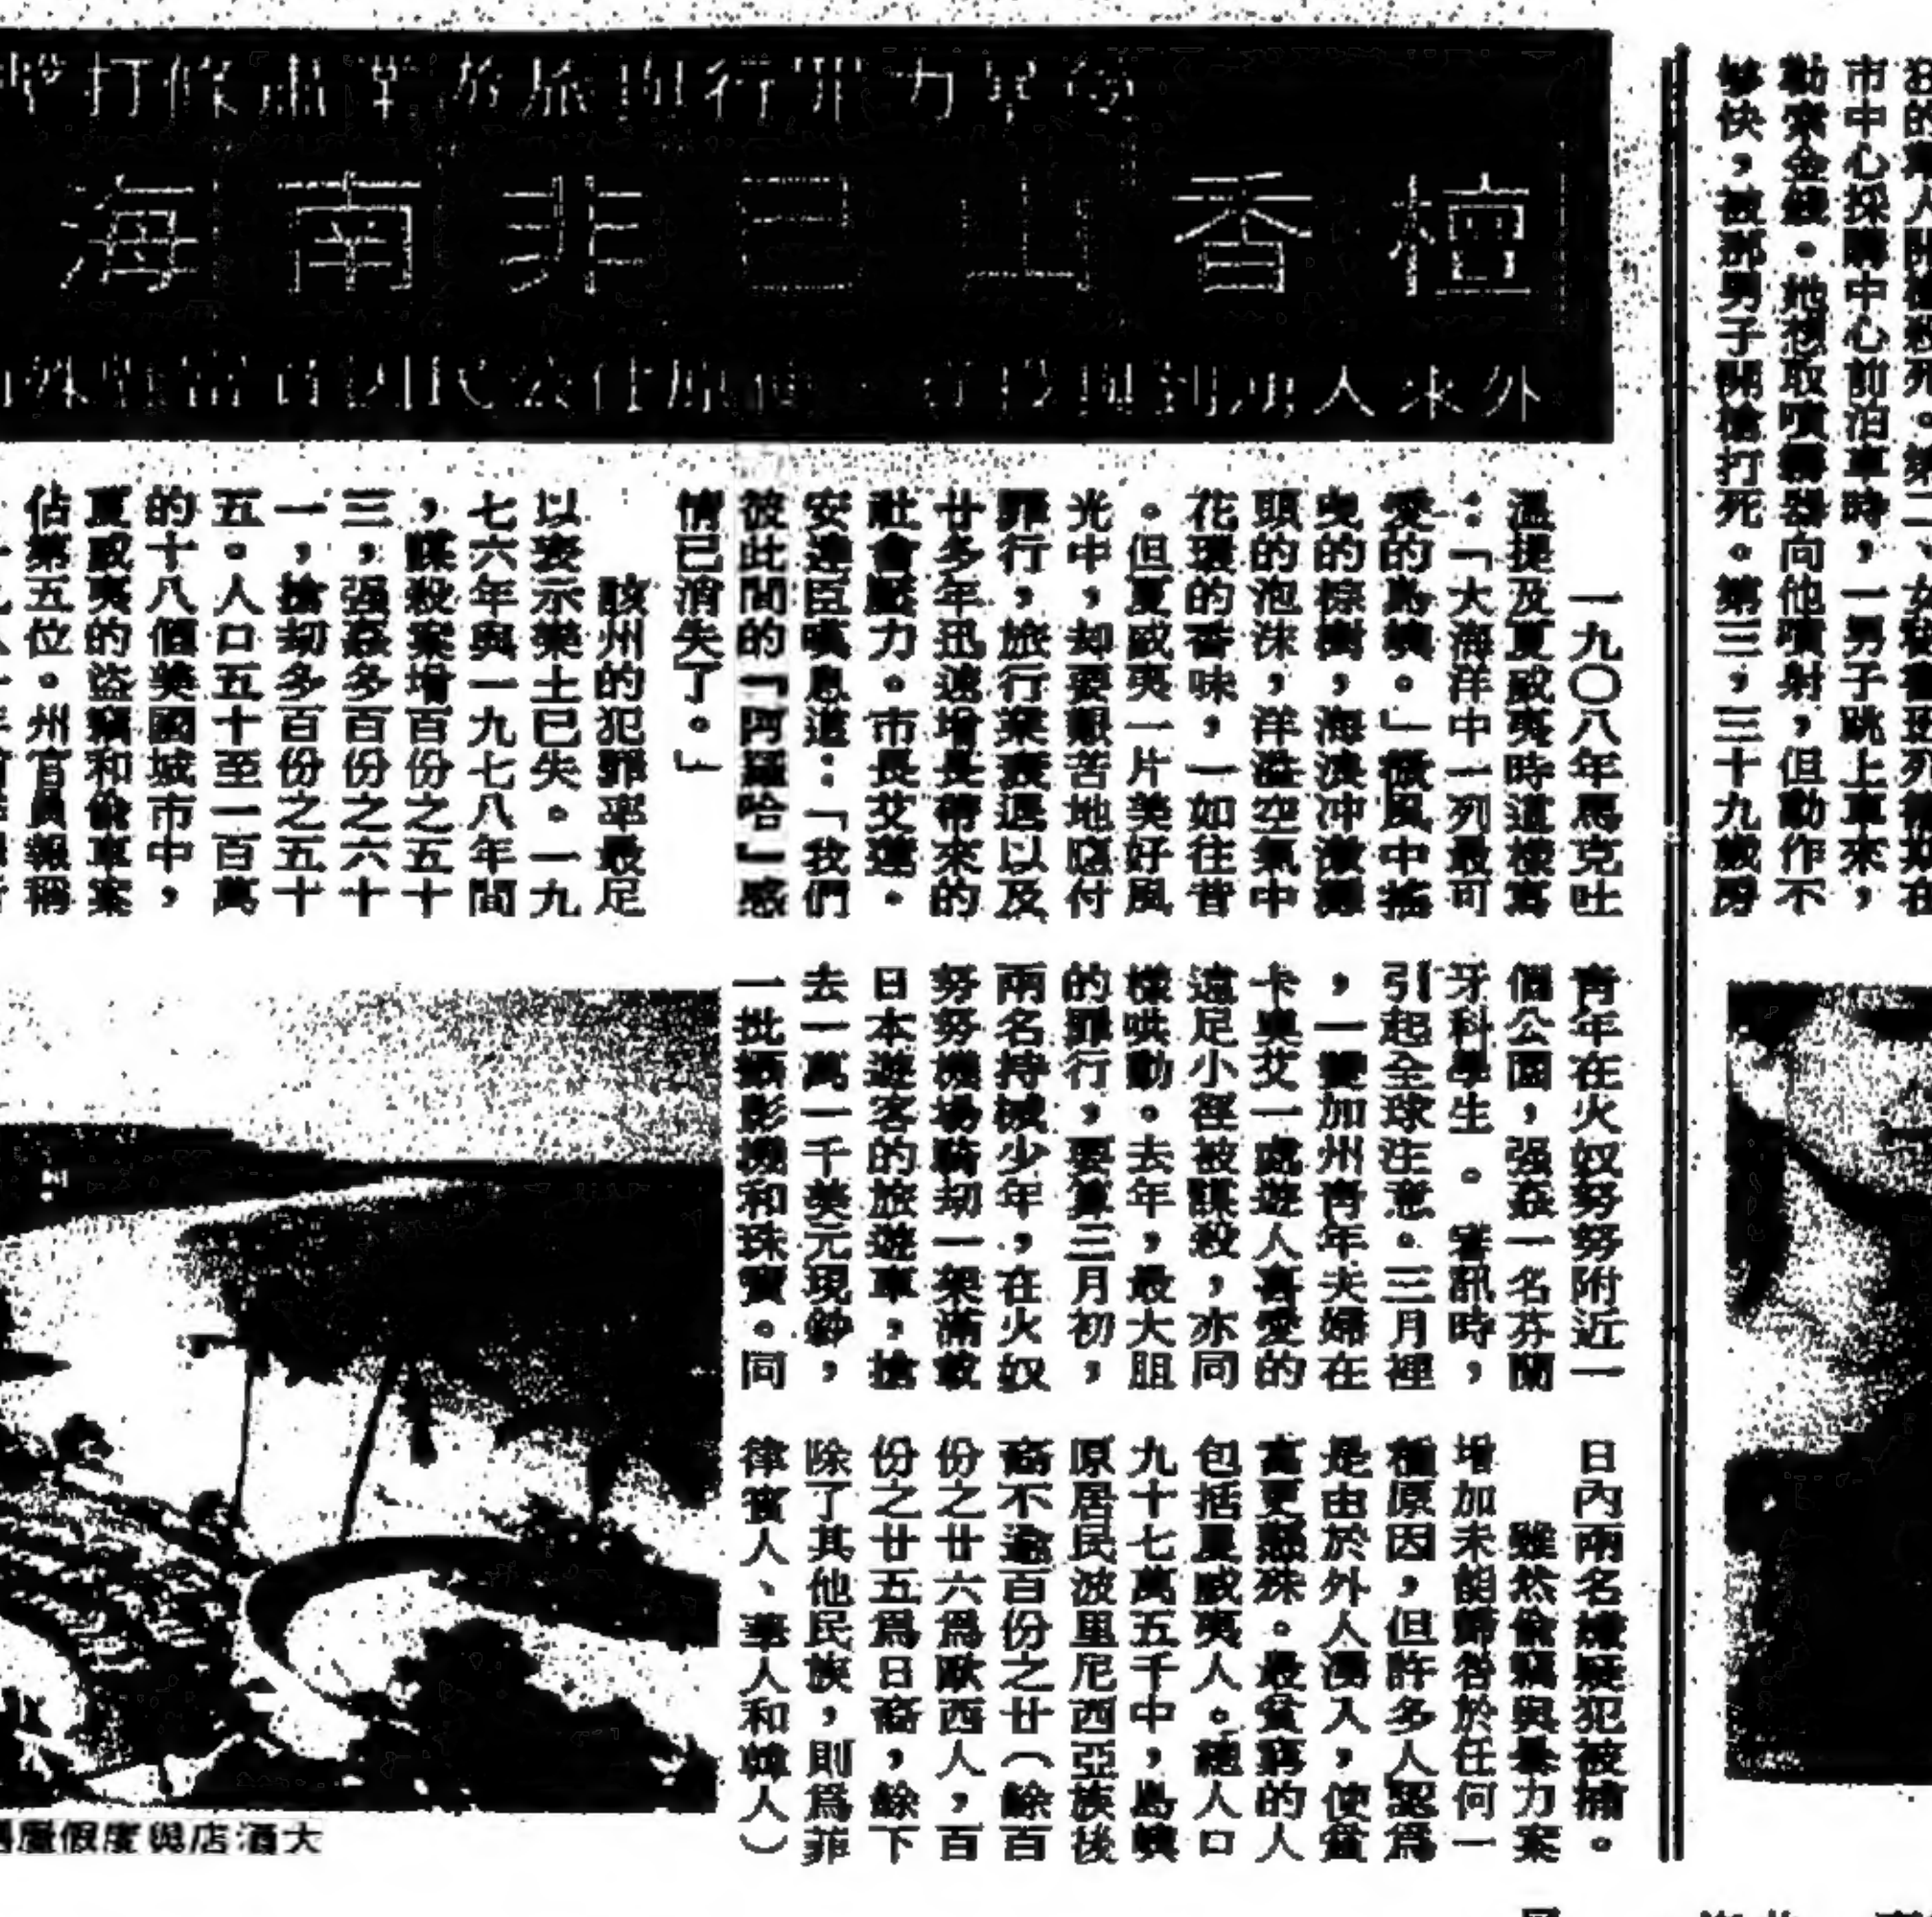 檀香山已非南海
一九〇八年馬克吐
溫提及夏威夷時這樣寫
：「大海洋中一列最可
愛的島嶼。」微風中搖
曳的棕樹，海浪冲激灘
頭的泡沫，洋溢空氣中
花環的香味，一如往昔
。但夏威夷一片美好風
光中，却要艱苦地應付
罪行，旅行業衰退以及
廿多年迅速增長帶來的
社會壓力。市長艾蓮．
安達臣嘆息道：「我們
彼此間的『阿羅哈』感
情已消失了。」
該州的犯罪率最足
以表示樂土已失。一九
七六年與一九七八年間
，謀殺案增百份之五十
三，强姦多百份之六十
一，搶劫多百份之五十
五。人口五十至一百萬
的十八個美國城市中，
夏威夷的盜竊和偷車案
佔第五位。州官員報稱
青年在火奴努努附近一
個公園，强姦一名芬蘭
牙科學生。審訊時，
引起全球注意。三月裡
，一雙加州青年夫婦在
卡奧艾一處遊人喜愛的
遠足小徑被謀殺，亦同
樣哄動。去年，最大胆
的罪行，要算三月初，
兩名持械少年，在火奴
努努機場騎劫一架滿載
日本遊客的旅遊車，搶
去一萬一千美元現鈔，
一批攝影機和珠寶。同
日內兩名嫌疑犯被捕。
雖然偷竊與暴力案
增加未能歸咎於任何一
種原因，但許多人認爲
是由於外人湧入，使貧
富更懸殊。最貧窮的人
包括夏威夷人。總人口
九十七萬五千中，島嶼
原居民波里尼西亞族後
裔不逾百份之廿（餘百
份之廿六爲歐西人，百
份之廿五爲日裔，餘下
除了其他民族，則爲菲
律賓人、華人和韓人）
大酒店與度假屋
市中心採購中心前泊車時，一男子跳上車來，
勒索金錢。她想取噴霧器向他噴射，但動作不
够快，被那男子開槍打死。第三，三十九歲房